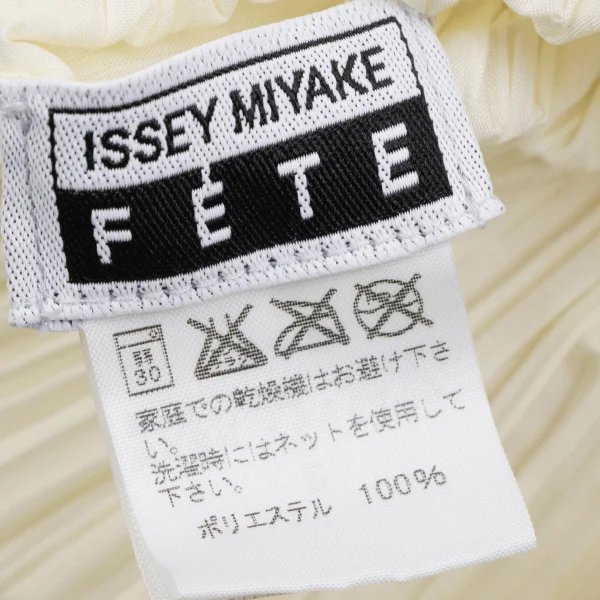 ISSEY MIYAKE
FÊTE
弱
30
家庭での乾燥機はお避け下さ
い。
洗濯時にはネットを使用して
下さい。
ポリエステル 100%